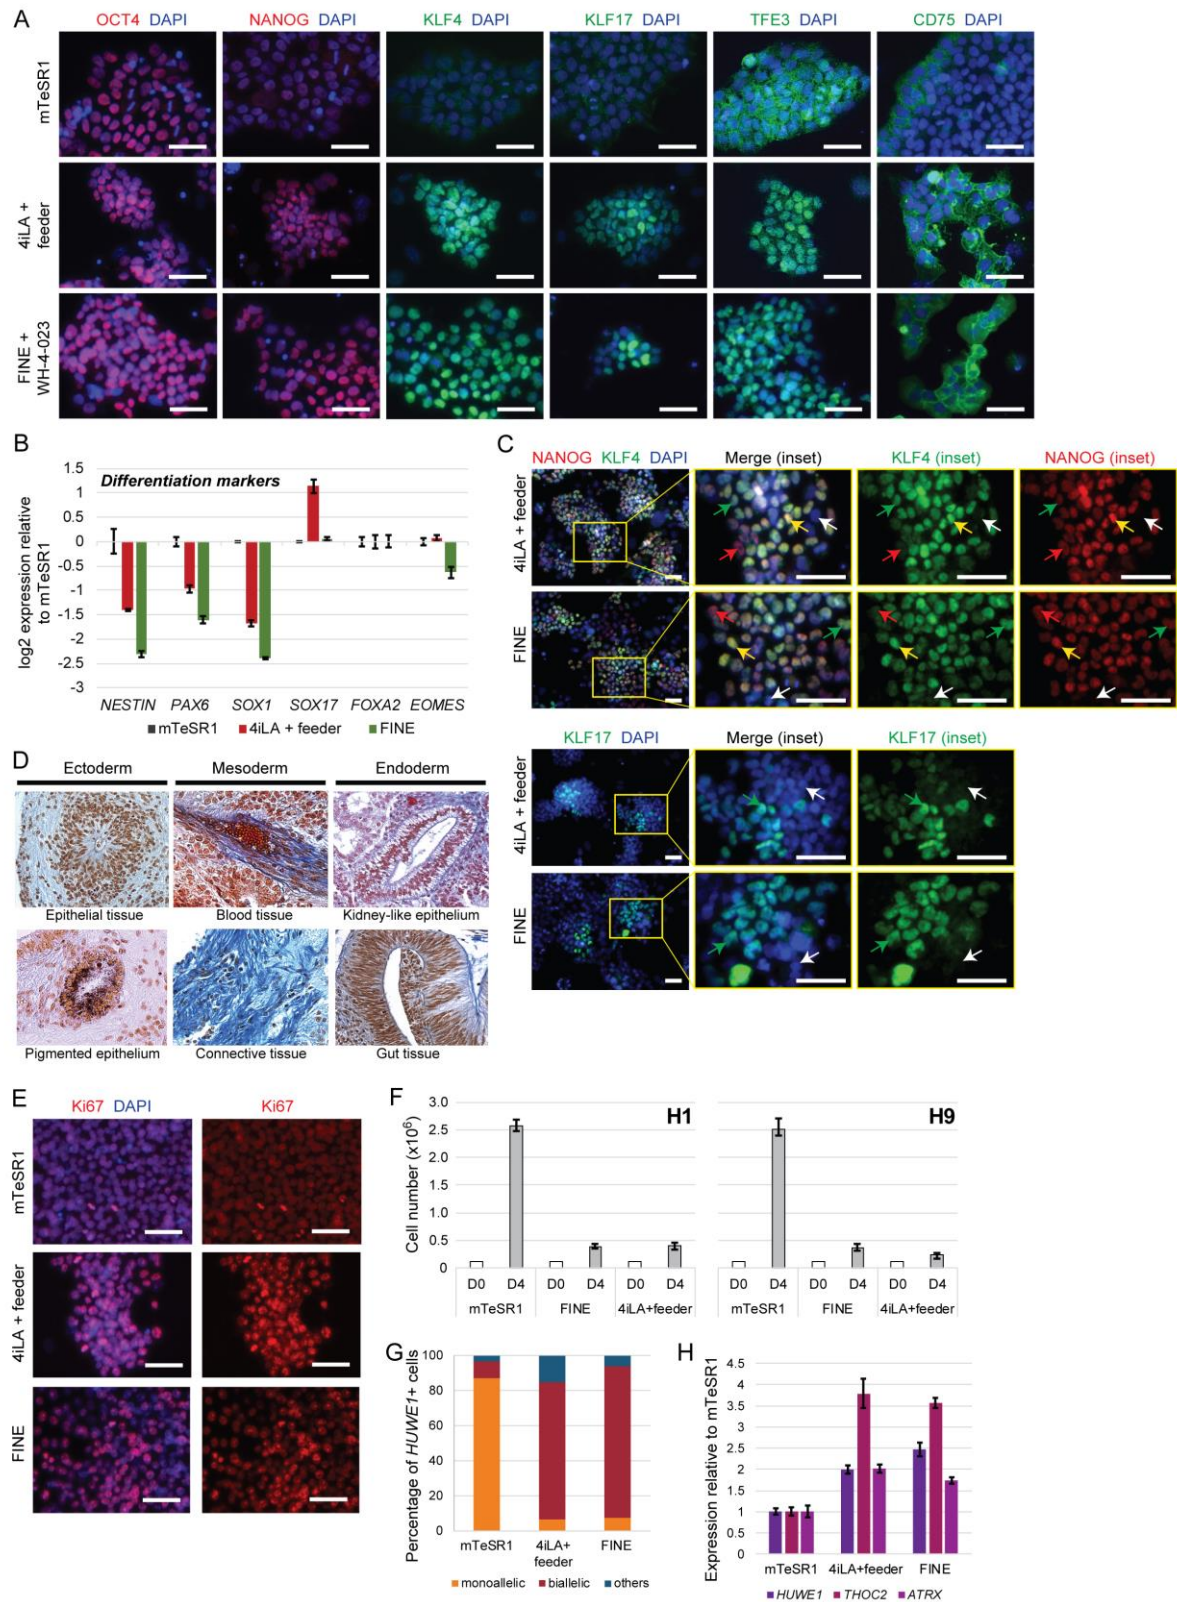 A
OCT4 DAPI
NANOG DAPI
KLF4 DAPI
KLF17 DAPI
TFE3 DAPI
CD75 DAPI
mTeSR1
4iLA +
feeder
FINE +
WH-4-023
B
Differentiation markers
log2 expression relative
to mTeSR1
1.5
1
0.5
0
-0.5
-1
-1.5
-2
-2.5
-3
NESTIN PAX6 SOX1 SOX17 FOXA2 EOMES
mTeSR1 4iLA + feeder FINE
C
NANOG KLF4 DAPI
Merge (inset)
KLF4 (inset)
NANOG (inset)
4iLA + feeder
FINE
KLF17 DAPI
Merge (inset)
KLF17 (inset)
4iLA + feeder
FINE
D
Ectoderm
Mesoderm
Endoderm
Epithelial tissue
Blood tissue
Kidney-like epithelium
Pigmented epithelium
Connective tissue
Gut tissue
E
Ki67 DAPI
Ki67
mTeSR1
4iLA + feeder
FINE
F
H1
H9
Cell number (x10⁶)
3.0
2.5
2.0
1.5
1.0
0.5
0
D0 D4 D0 D4 D0 D4
mTeSR1 FINE 4iLA+feeder
D0 D4 D0 D4 D0 D4
mTeSR1 FINE 4iLA+feeder
G
Percentage of HUWE1+ cells
100
80
60
40
20
0
mTeSR1 4iLA+
feeder FINE
monoallelic biallelic others
H
Expression relative to mTeSR1
4.5
4
3.5
3
2.5
2
1.5
1
0.5
0
mTeSR1 4iLA+feeder FINE
HUWE1 THOC2 ATRX